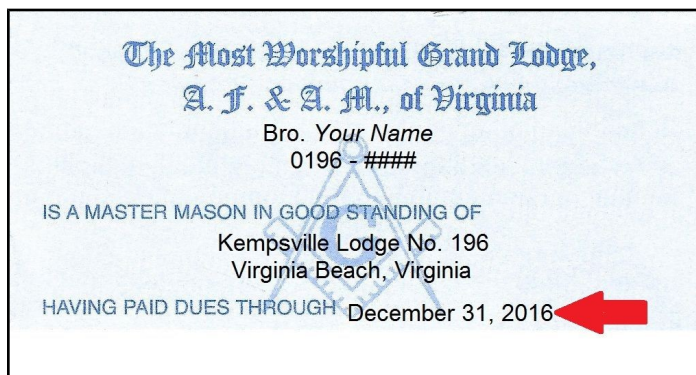 The Most Worshipful Grand Lodge,
A. F. & A. M., of Virginia
Bro. Your Name
0196 - ####
IS A MASTER MASON IN GOOD STANDING OF
Kempsville Lodge No. 196
Virginia Beach, Virginia
HAVING PAID DUES THROUGH December 31, 2016
G